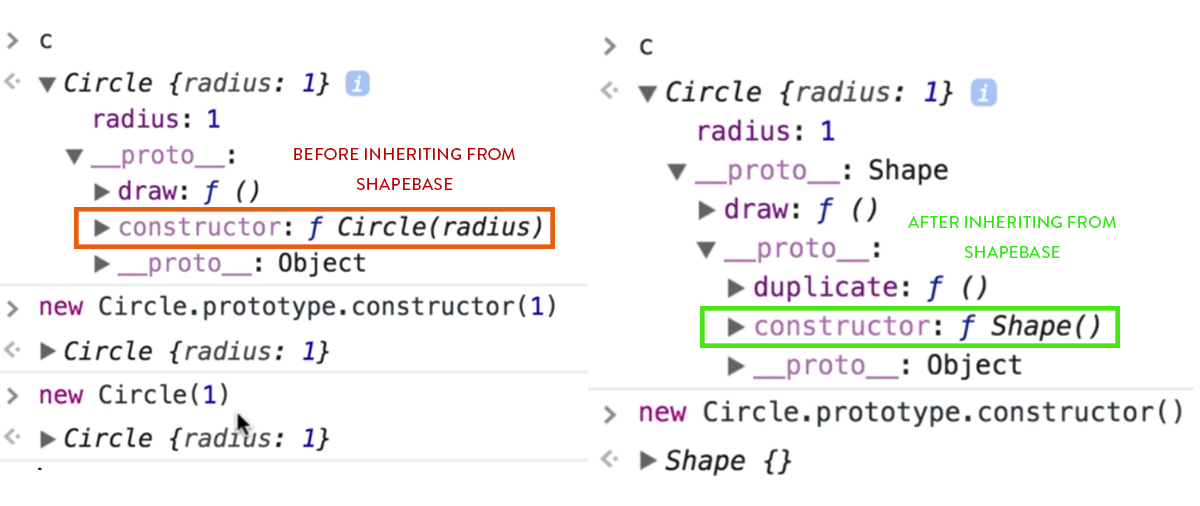 > c
Circle {radius: 1} i
radius: 1
__proto__:
draw: ƒ ()
constructor: ƒ Circle(radius)
__proto__: Object
BEFORE INHERITING FROM
SHAPEBASE
> new Circle.prototype.constructor(1)
Circle {radius: 1}
> new Circle(1)
Circle {radius: 1}
> c
Circle {radius: 1} i
radius: 1
__proto__: Shape
draw: ƒ ()
__proto__:
duplicate: ƒ ()
constructor: ƒ Shape()
__proto__: Object
AFTER INHERITING FROM
SHAPEBASE
> new Circle.prototype.constructor()
Shape {}